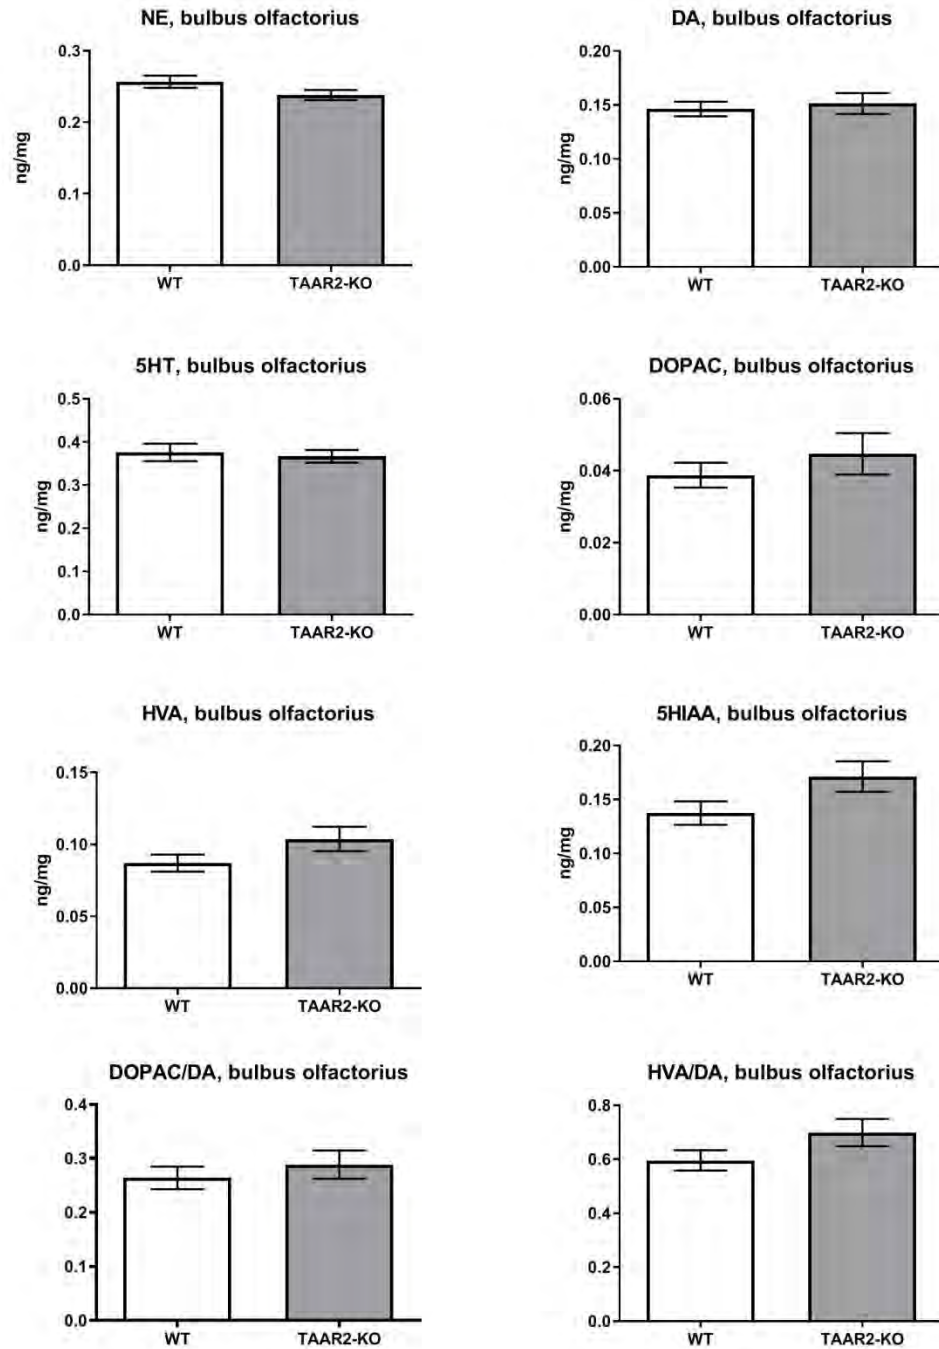 NE, bulbus olfactorius
0.3
0.2
0.1
0.0
ng/mg
WT TAAR2-KO
DA, bulbus olfactorius
0.20
0.15
0.10
0.05
0.00
ng/mg
WT TAAR2-KO
5HT, bulbus olfactorius
0.5
0.4
0.3
0.2
0.1
0.0
ng/mg
WT TAAR2-KO
DOPAC, bulbus olfactorius
0.06
0.04
0.02
0.00
ng/mg
WT TAAR2-KO
HVA, bulbus olfactorius
0.15
0.10
0.05
0.00
ng/mg
WT TAAR2-KO
5HIAA, bulbus olfactorius
0.20
0.15
0.10
0.05
0.00
ng/mg
WT TAAR2-KO
DOPAC/DA, bulbus olfactorius
0.4
0.3
0.2
0.1
0.0
WT TAAR2-KO
HVA/DA, bulbus olfactorius
0.8
0.6
0.4
0.2
0.0
WT TAAR2-KO